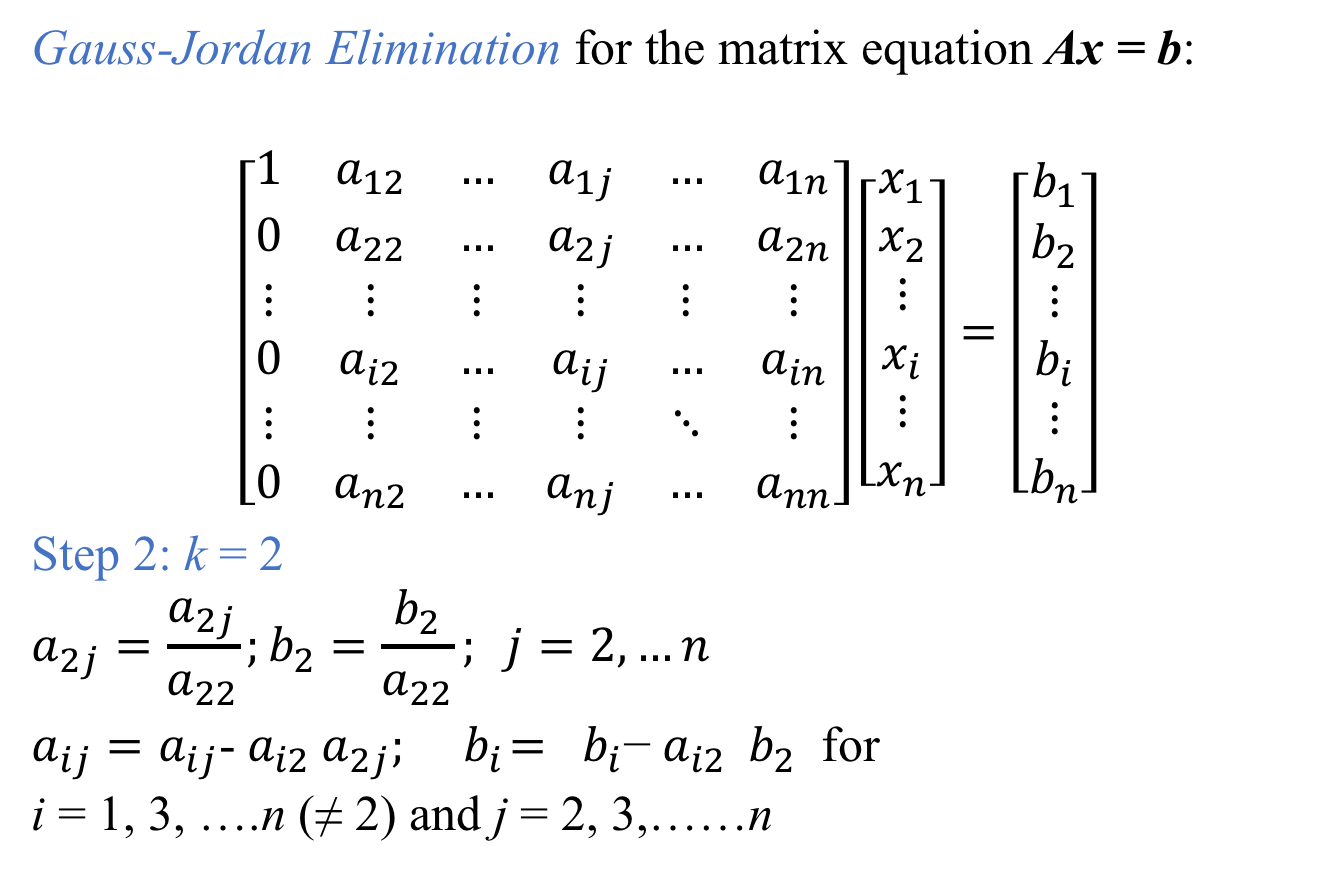 Gauss-Jordan Elimination for the matrix equation Ax = b:
[1 a₁₂ … a₁ⱼ … a₁ₙ] [x₁] [b₁]
[0 a₂₂ … a₂ⱼ … a₂ₙ] [x₂] [b₂]
[⋮ ⋮ ⋮ ⋮ ⋮ ⋮] [⋮] [⋮]
[0 aᵢ₂ … aᵢⱼ … aᵢₙ] [xᵢ] = [bᵢ]
[⋮ ⋮ ⋮ ⋮ ⋱ ⋮] [⋮] [⋮]
[0 aₙ₂ … aₙⱼ … aₙₙ] [xₙ] [bₙ]
Step 2: k = 2
a₂ⱼ = a₂ⱼ/a₂₂; b₂ = b₂/a₂₂; j = 2, … n
aᵢⱼ = aᵢⱼ- aᵢ₂ a₂ⱼ; bᵢ = bᵢ− aᵢ₂ b₂ for
i = 1, 3, ….n (≠ 2) and j = 2, 3,……n